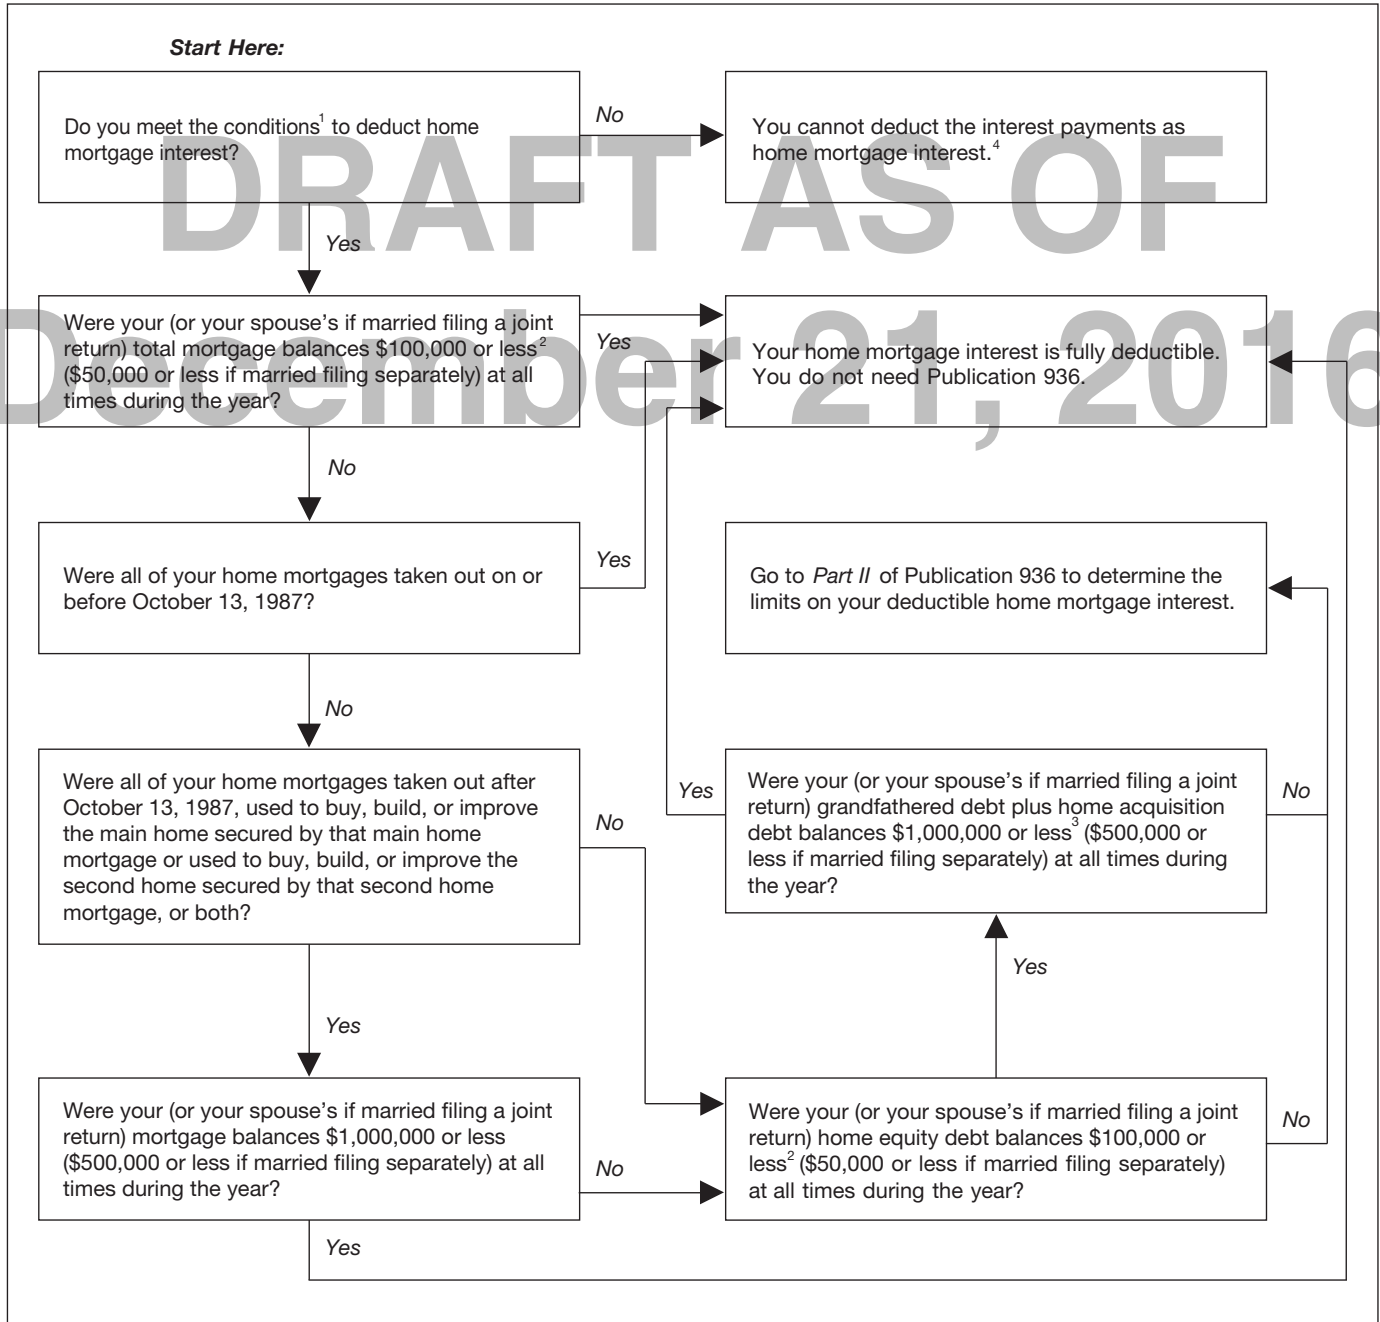 Start Here:
Do you meet the conditions1 to deduct home
mortgage interest?
No
You cannot deduct the interest payments as
home mortgage interest.4
DRAFT AS OF
Yes
Were your (or your spouse's if married filing a joint
return) total mortgage balances $100,000 or less2
($50,000 or less if married filing separately) at all
times during the year?
Yes
Your home mortgage interest is fully deductible.
You do not need Publication 936.
December 21, 2016
No
Were all of your home mortgages taken out on or
before October 13, 1987?
Yes
Go to Part II of Publication 936 to determine the
limits on your deductible home mortgage interest.
No
Were all of your home mortgages taken out after
October 13, 1987, used to buy, build, or improve
the main home secured by that main home
mortgage or used to buy, build, or improve the
second home secured by that second home
mortgage, or both?
No
Yes
Were your (or your spouse's if married filing a joint
return) grandfathered debt plus home acquisition
debt balances $1,000,000 or less3 ($500,000 or
less if married filing separately) at all times during
the year?
No
Yes
Yes
Were your (or your spouse's if married filing a joint
return) mortgage balances $1,000,000 or less
($500,000 or less if married filing separately) at all
times during the year?
No
Were your (or your spouse's if married filing a joint
return) home equity debt balances $100,000 or
less2 ($50,000 or less if married filing separately)
at all times during the year?
No
Yes